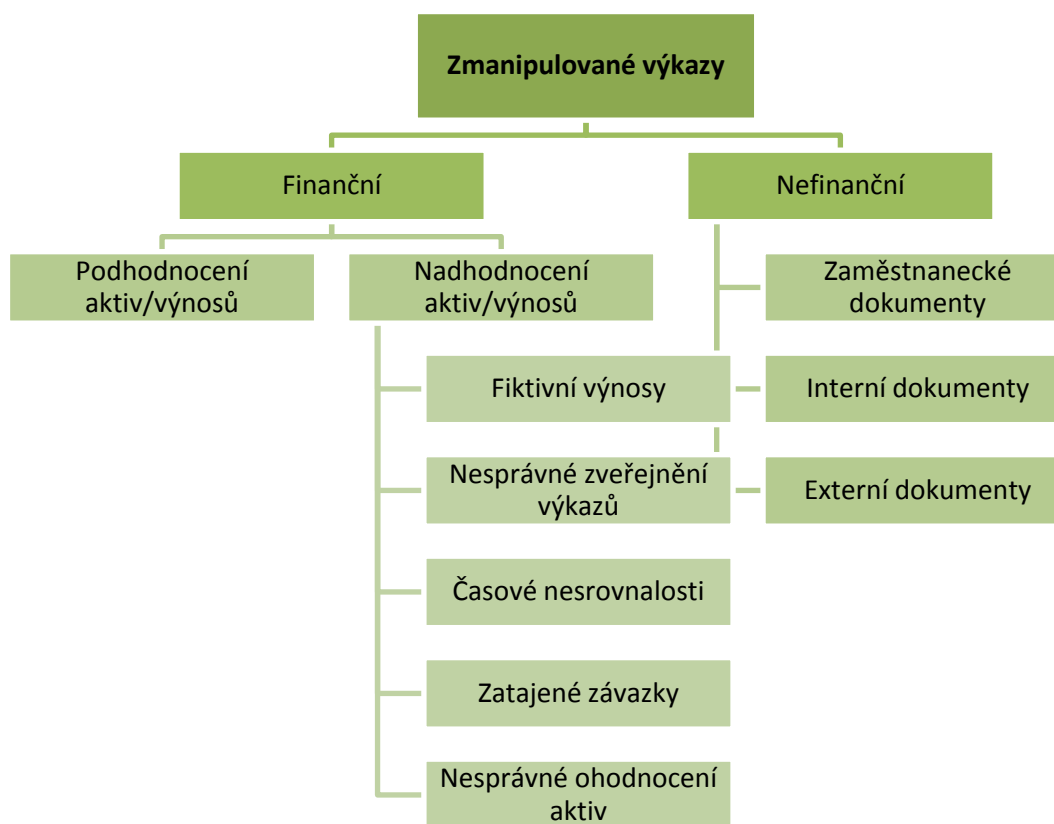 Zmanipulované výkazy
Finanční
Nefinanční
Podhodnocení
aktiv/výnosů
Nadhodnocení
aktiv/výnosů
Zaměstnanecké
dokumenty
Fiktivní výnosy
Interní dokumenty
Nesprávné zveřejnění
výkazů
Externí dokumenty
Časové nesrovnalosti
Zatajené závazky
Nesprávné ohodnocení
aktiv